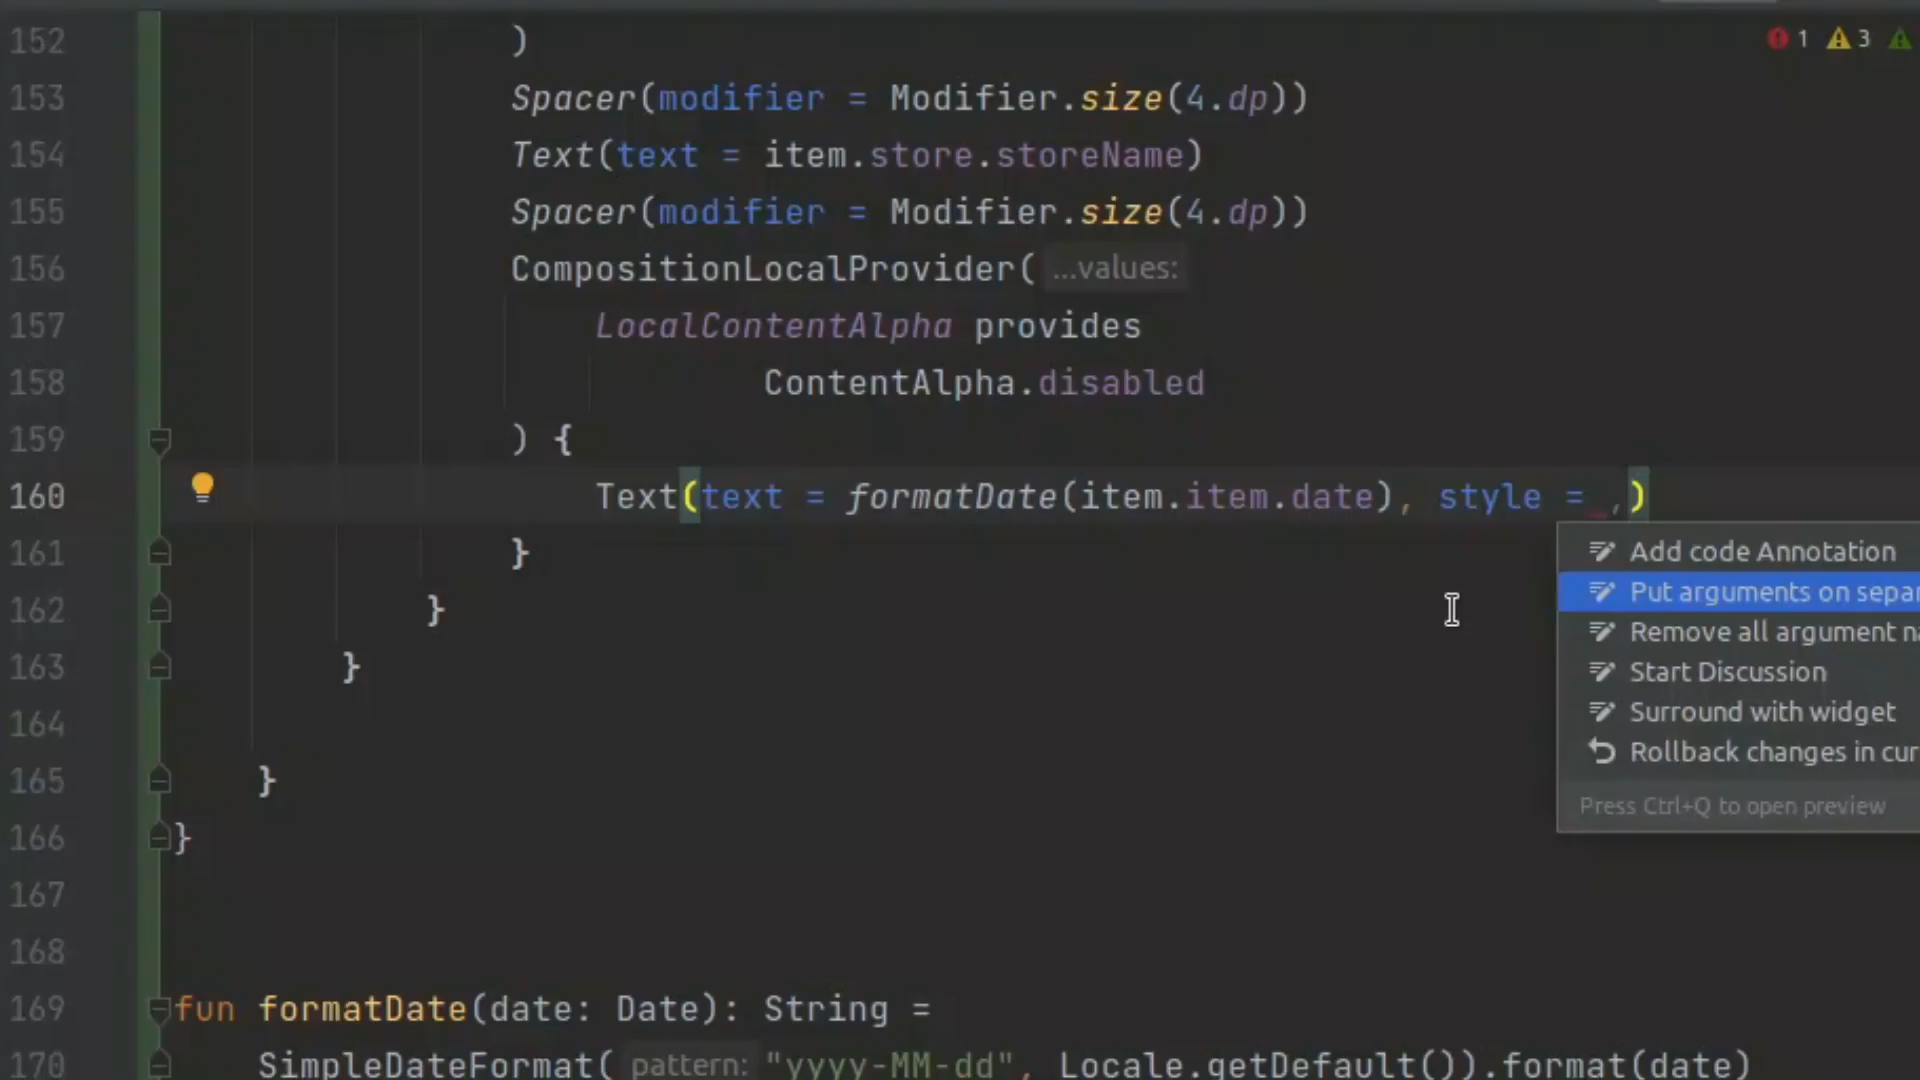 152 )
1 3
153 Spacer(modifier = Modifier.size(4.dp))
154 Text(text = item.store.storeName)
155 Spacer(modifier = Modifier.size(4.dp))
156 CompositionLocalProvider( ...values:
157 LocalContentAlpha provides
158 ContentAlpha.disabled
159 ) {
160 Text(text = formatDate(item.item.date), style = ,)
161 }
162 }
163 }
164
165 }
166 }
167
168
169 fun formatDate(date: Date): String =
170 SimpleDateFormat( pattern: "yyyy-MM-dd", Locale.getDefault()).format(date)
Add code Annotation
Put arguments on separ
Remove all argument na
Start Discussion
Surround with widget
Rollback changes in cur
Press Ctrl+Q to open preview